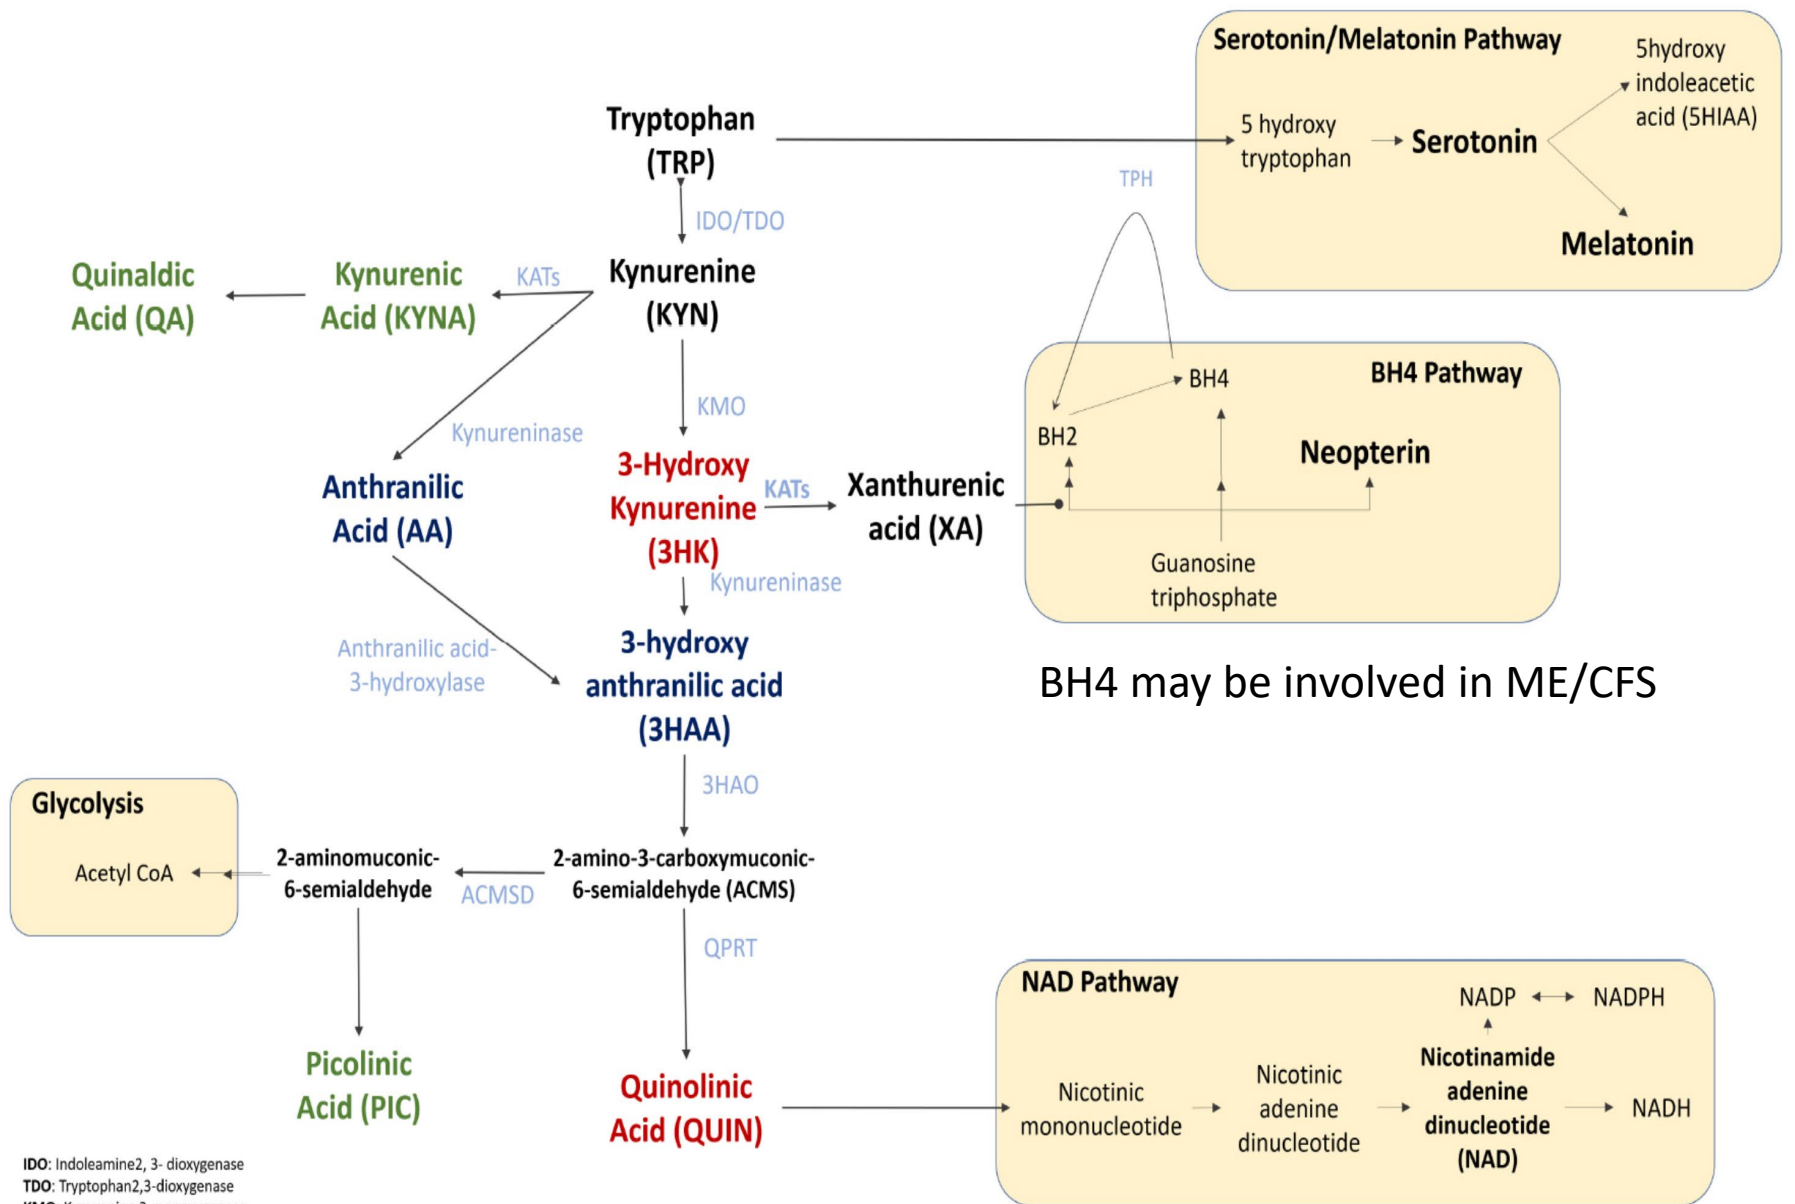 Serotonin/Melatonin Pathway
5hydroxy
indoleacetic
acid (5HIAA)
5 hydroxy
tryptophan
Serotonin
Melatonin
Tryptophan
(TRP)
TPH
IDO/TDO
Quinaldic
Acid (QA)
Kynurenic
Acid (KYNA)
KATs
Kynurenine
(KYN)
BH4 Pathway
BH4
BH2
Neopterin
Guanosine
triphosphate
KMO
Kynureninase
3-Hydroxy
Kynurenine
(3HK)
KATs
Xanthurenic
acid (XA)
Anthranilic
Acid (AA)
Kynureninase
Anthranilic acid-
3-hydroxylase
3-hydroxy
anthranilic acid
(3HAA)
BH4 may be involved in ME/CFS
3HAO
Glycolysis
Acetyl CoA
2-aminomuconic-
6-semialdehyde
ACMSD
2-amino-3-carboxymuconic-
6-semialdehyde (ACMS)
QPRT
Picolinic
Acid (PIC)
Quinolinic
Acid (QUIN)
NAD Pathway
NADP
NADPH
Nicotinic
mononucleotide
Nicotinic
adenine
dinucleotide
Nicotinamide
adenine
dinucleotide
(NAD)
NADH
IDO: Indoleamine2, 3- dioxygenase
TDO: Tryptophan2,3-dioxygenase